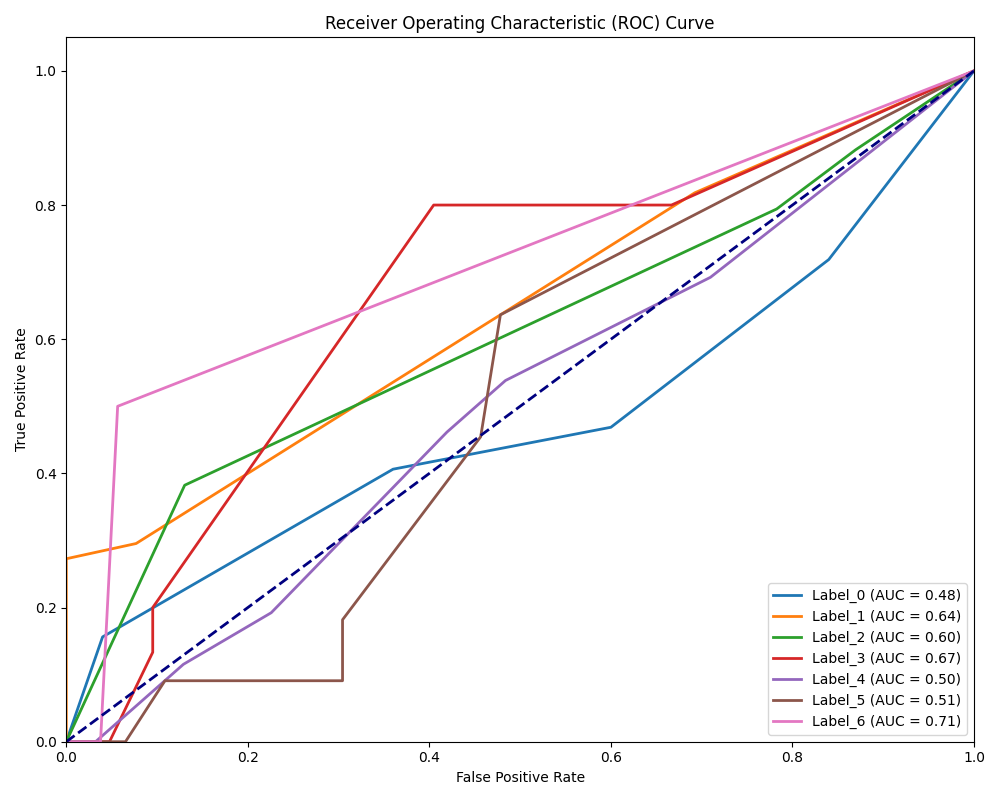 Receiver Operating Characteristic (ROC) Curve
True Positive Rate
1.0
0.8
0.6
0.4
0.2
0.0
0.0 0.2 0.4 0.6 0.8 1.0
False Positive Rate
Label_0 (AUC = 0.48)
Label_1 (AUC = 0.64)
Label_2 (AUC = 0.60)
Label_3 (AUC = 0.67)
Label_4 (AUC = 0.50)
Label_5 (AUC = 0.51)
Label_6 (AUC = 0.71)